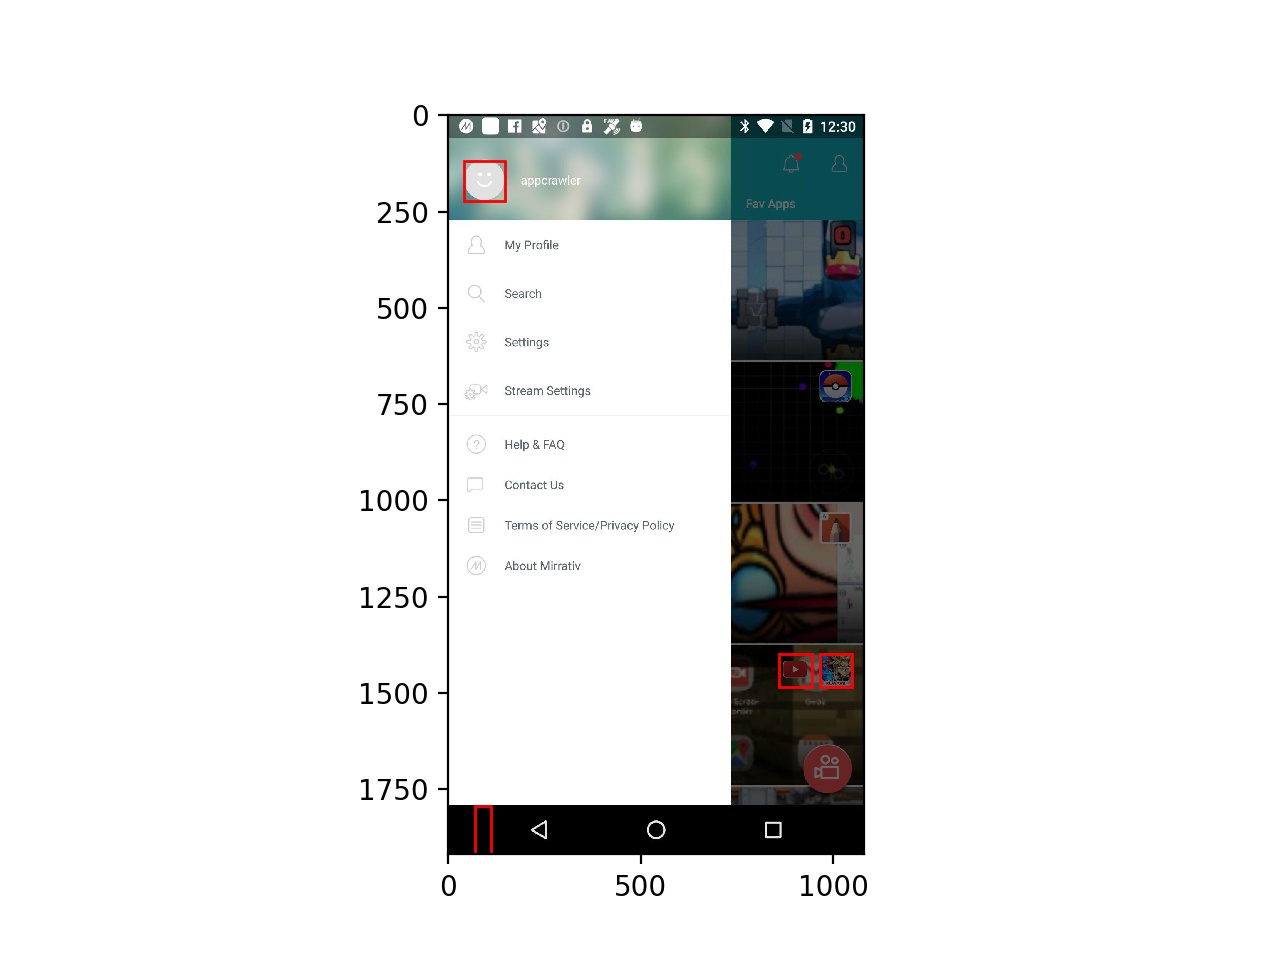 0
250
500
750
1000
1250
1500
1750
0
500
1000
12:30
appcrawler
Fav Apps
My Profile
Search
Settings
Stream Settings
? Help & FAQ
Contact Us
Terms of Service/Privacy Policy
About Mirrativ